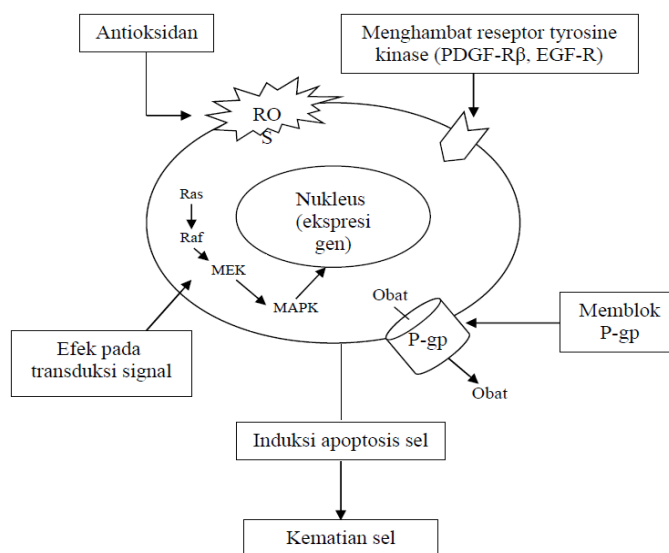 Antioksidan
Menghambat reseptor tyrosine
kinase (PDGF-Rβ, EGF-R)
RO
S
Nukleus
(ekspresi
gen)
Ras
Raf
MEK
MAPK
Obat
P-gp
Memblok
P-gp
Efek pada
transduksi signal
Obat
Induksi apoptosis sel
Kematian sel